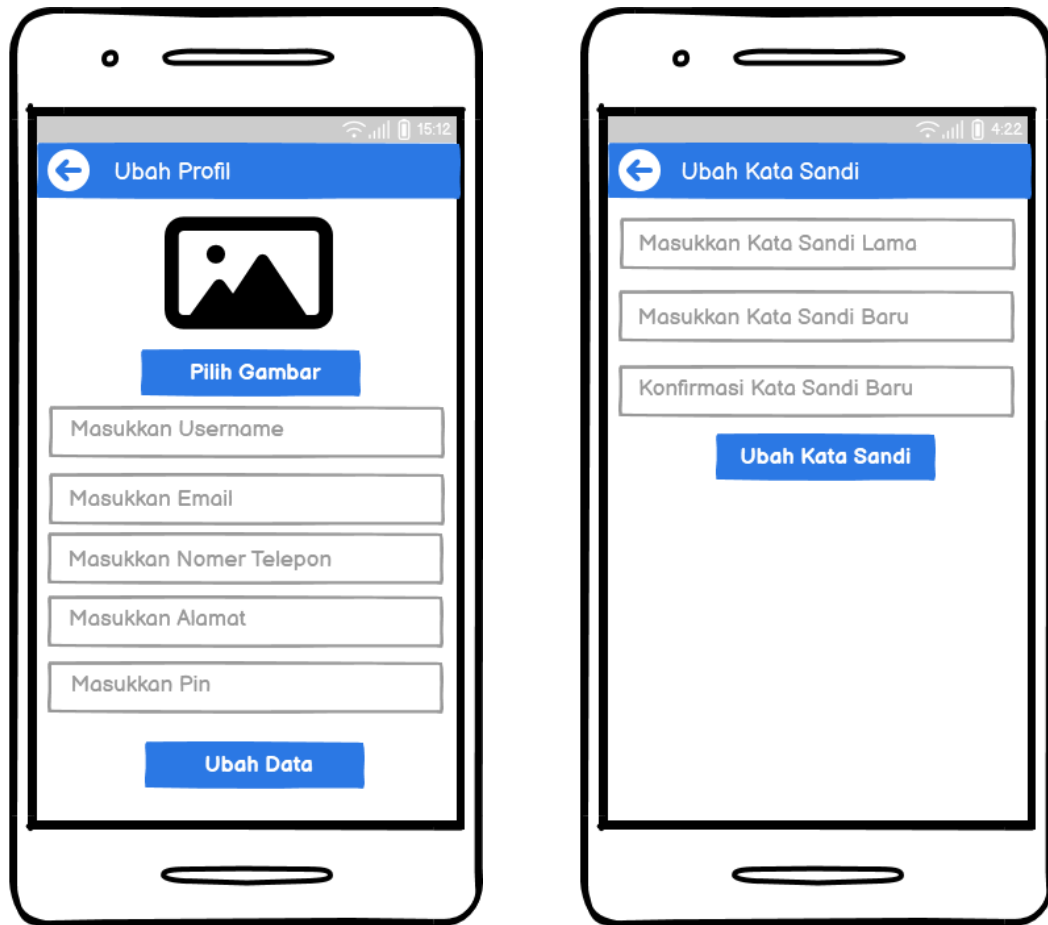 15:12
Ubah Profil
Pilih Gambar
Masukkan Username
Masukkan Email
Masukkan Nomer Telepon
Masukkan Alamat
Masukkan Pin
Ubah Data
4:22
Ubah Kata Sandi
Masukkan Kata Sandi Lama
Masukkan Kata Sandi Baru
Konfirmasi Kata Sandi Baru
Ubah Kata Sandi